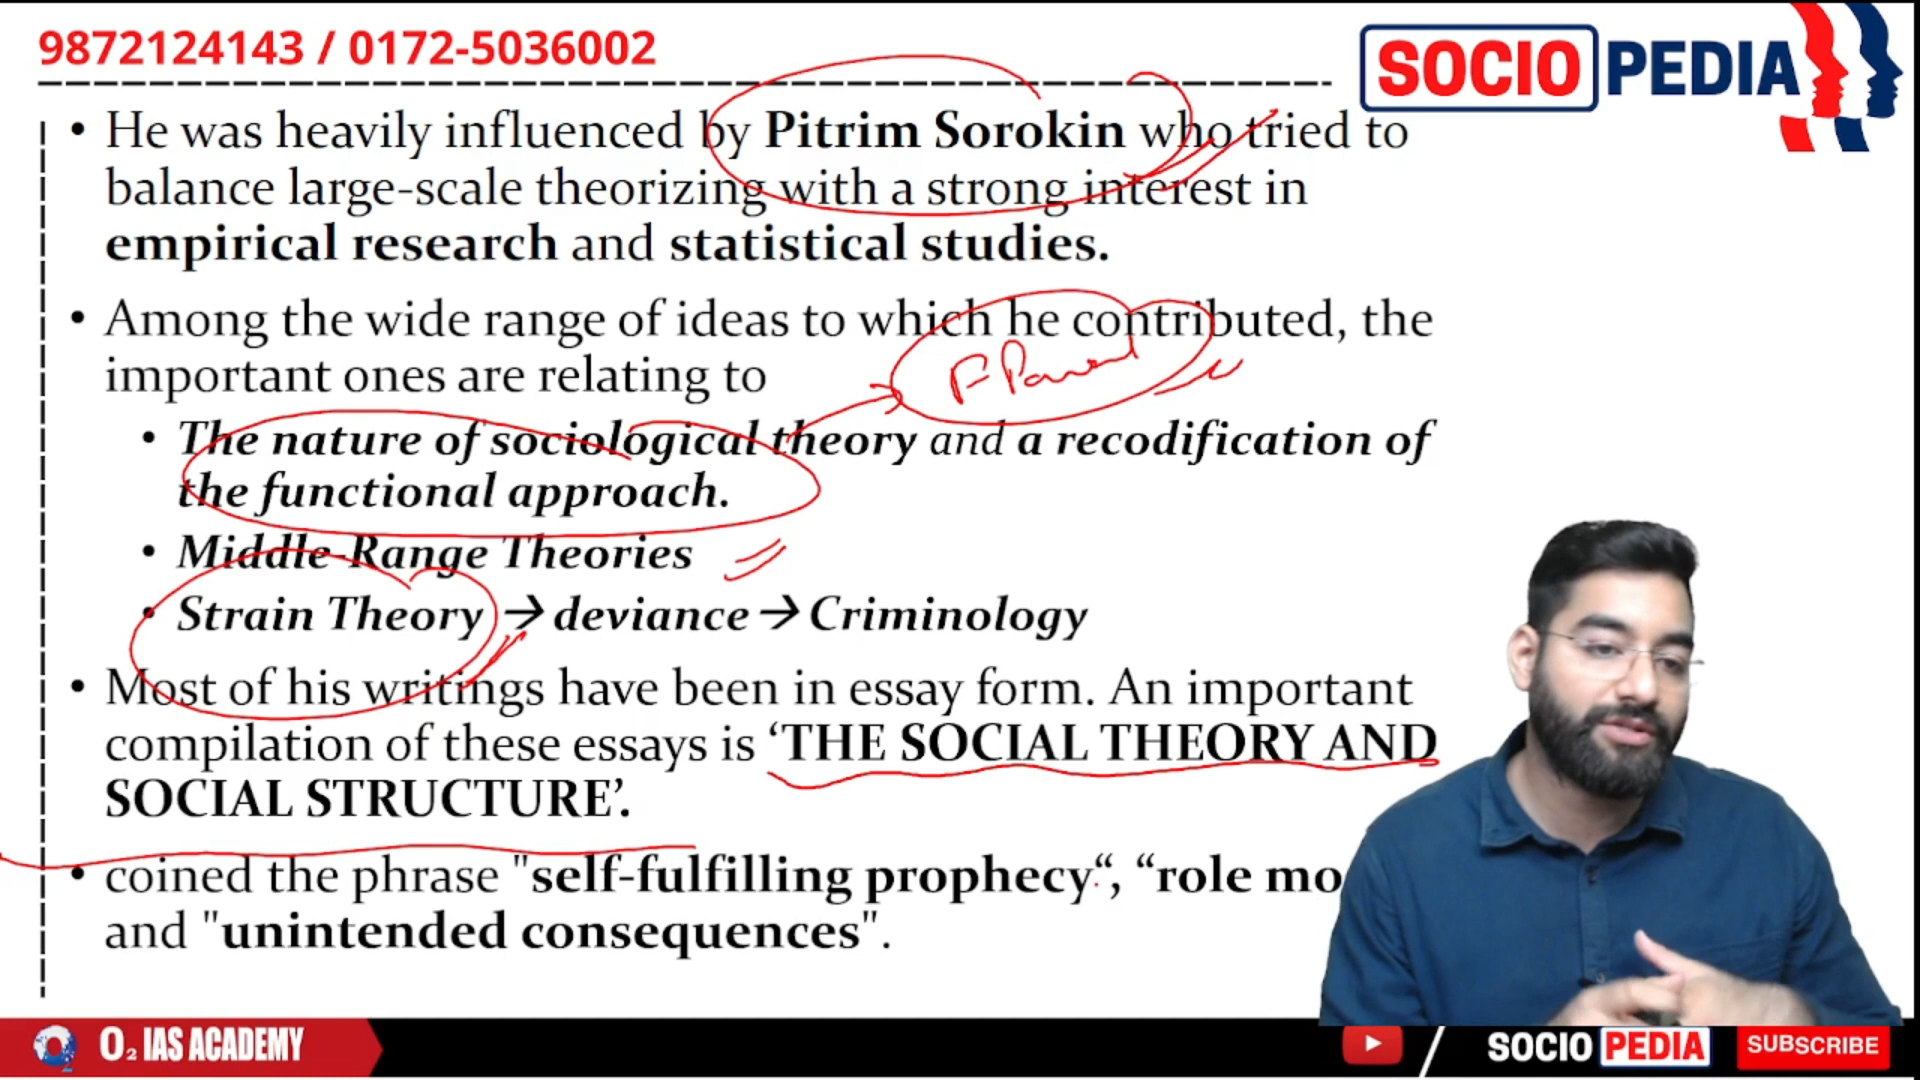 9872124143 / 0172-5036002
SOCIO PEDIA
• He was heavily influenced by Pitrim Sorokin who tried to
balance large-scale theorizing with a strong interest in
empirical research and statistical studies.
• Among the wide range of ideas to which he contributed, the
important ones are relating to
• The nature of sociological theory and a recodification of
the functional approach.
• Middle-Range Theories
• Strain Theory → deviance → Criminology
• Most of his writings have been in essay form. An important
compilation of these essays is ‘THE SOCIAL THEORY AND
SOCIAL STRUCTURE’.
• coined the phrase "self-fulfilling prophecy“, “role mo
and "unintended consequences".
O2 IAS ACADEMY
SOCIO PEDIA
SUBSCRIBE